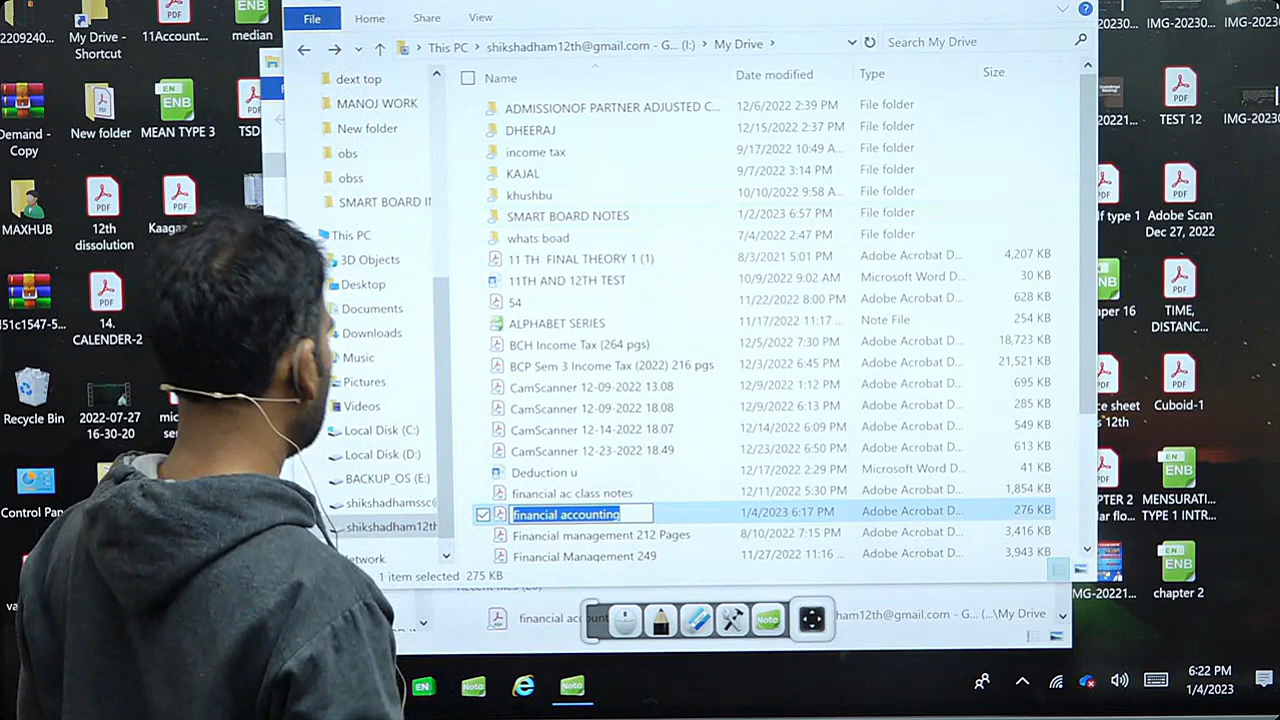 File
Home
Share
View
This PC
shikshadham12th@gmail.com - G... (I:)
My Drive
Search My Drive
Name
Date modified
Type
Size
ADMISSIONOF PARTNER ADJUSTED C... 12/6/2022 2:39 PM File folder
DHEERAJ 12/15/2022 2:37 PM File folder
income tax 9/17/2022 10:49 A... File folder
KAJAL 9/7/2022 3:14 PM File folder
khushbu 10/10/2022 9:58 A... File folder
SMART BOARD NOTES 1/2/2023 6:57 PM File folder
whats boad 7/4/2022 2:47 PM File folder
11 TH FINAL THEORY 1 (1) 8/3/2021 5:01 PM Adobe Acrobat D... 4,207 KB
11TH AND 12TH TEST 10/9/2022 9:02 AM Microsoft Word D... 30 KB
54 11/22/2022 8:00 PM Adobe Acrobat D... 628 KB
ALPHABET SERIES 11/17/2022 11:17 ... Note File 254 KB
BCH Income Tax (264 pgs) 12/5/2022 7:30 PM Adobe Acrobat D... 18,723 KB
BCP Sem 3 Income Tax (2022) 216 pgs 12/3/2022 6:45 PM Adobe Acrobat D... 21,521 KB
CamScanner 12-09-2022 13.08 12/9/2022 1:12 PM Adobe Acrobat D... 695 KB
CamScanner 12-09-2022 18.08 12/9/2022 6:13 PM Adobe Acrobat D... 285 KB
CamScanner 12-14-2022 18.07 12/14/2022 6:09 PM Adobe Acrobat D... 549 KB
CamScanner 12-23-2022 18.49 12/23/2022 6:50 PM Adobe Acrobat D... 613 KB
Deduction u 12/17/2022 2:29 PM Microsoft Word D... 41 KB
financial ac class notes 12/11/2022 5:30 PM Adobe Acrobat D... 1,854 KB
financial accounting 1/4/2023 6:17 PM Adobe Acrobat D... 276 KB
Financial management 212 Pages 8/10/2022 7:15 PM Adobe Acrobat D... 3,416 KB
Financial Management 249 11/27/2022 11:1... Adobe Acrobat D... 3,943 KB
1 item selected 275 KB
dext top
MANOJ WORK
New folder
obs
obss
SMART BOARD
This PC
3D Objects
Desktop
Documents
Downloads
Music
Pictures
Videos
Local Disk (C:)
Local Disk (D:)
BACKUP_OS (E:)
shikshadhamssc@
shikshadham12th
Network
ham12th@gmail.com - G... (...\My Drive
2209240...
My Drive -
Shortcut
11Account...
median
Demand -
Copy
New folder
MEAN TYPE 3
TSD
MAXHUB
12th
dissolution
14.
CALENDER-2
Recycle Bin
2022-07-27
16-30-20
Control Pan
IMG-20230...
TEST 12
Adobe Scan
Dec 27, 2022
TIME,
DISTANC...
Cuboid-1
MENSURATI...
TYPE 1 INTR...
IMG-20221...
chapter 2
EN
Note
Note
Note
6:22 PM
1/4/2023